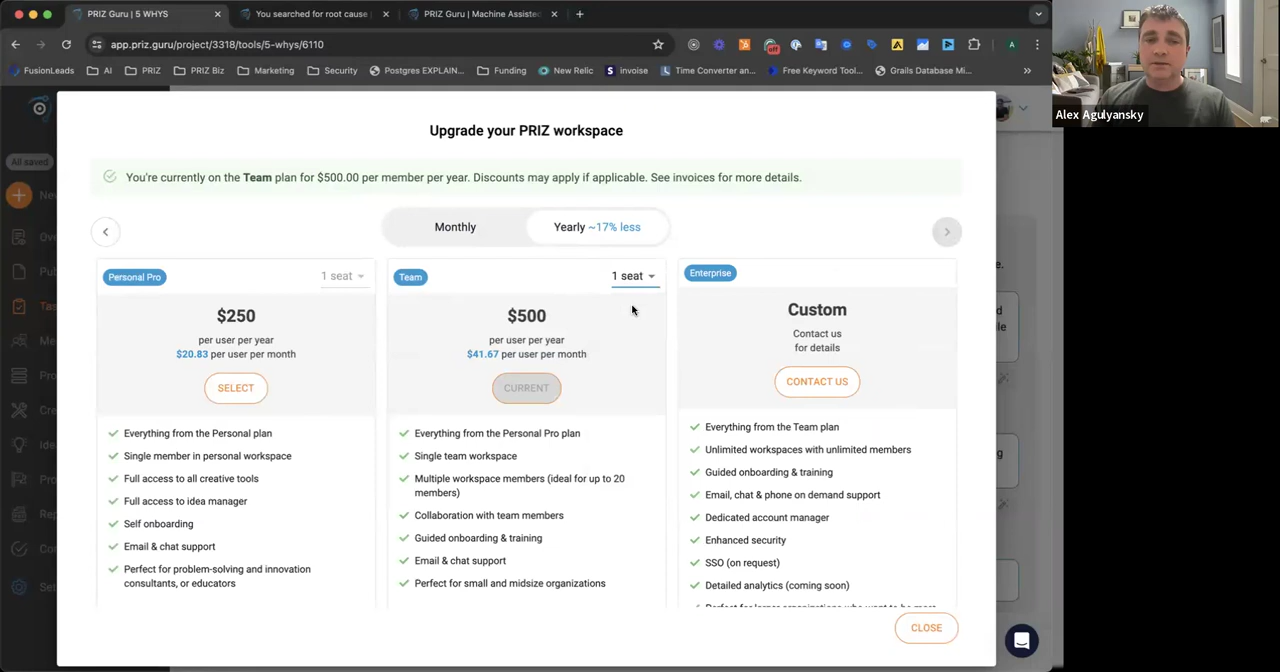 PRIZ Guru | 5 WHYS
You searched for root cause
PRIZ Guru | Machine Assisted
app.priz.guru/project/3318/tools/5-whys/6110
A
FusionLeads
AI
PRIZ
PRIZ Biz
Marketing
Security
Postgres EXPLAIN...
Funding
New Relic
invoise
Time Converter an...
Free Keyword Tool...
Grails Database Mi...
Alex Agulyansky
All saved
Upgrade your PRIZ workspace
You're currently on the Team plan for $500.00 per member per year. Discounts may apply if applicable. See invoices for more details.
Monthly
Yearly ~17% less
Personal Pro
1 seat
$250
per user per year
$20.83 per user per month
SELECT
Everything from the Personal plan
Single member in personal workspace
Full access to all creative tools
Full access to idea manager
Self onboarding
Email & chat support
Perfect for problem-solving and innovation
consultants, or educators
Team
1 seat
$500
per user per year
$41.67 per user per month
CURRENT
Everything from the Personal Pro plan
Single team workspace
Multiple workspace members (ideal for up to 20
members)
Collaboration with team members
Guided onboarding & training
Email & chat support
Perfect for small and midsize organizations
Enterprise
Custom
Contact us
for details
CONTACT US
Everything from the Team plan
Unlimited workspaces with unlimited members
Guided onboarding & training
Email, chat & phone on demand support
Dedicated account manager
Enhanced security
SSO (on request)
Detailed analytics (coming soon)
Perfect for larger organizations who want to be most
CLOSE